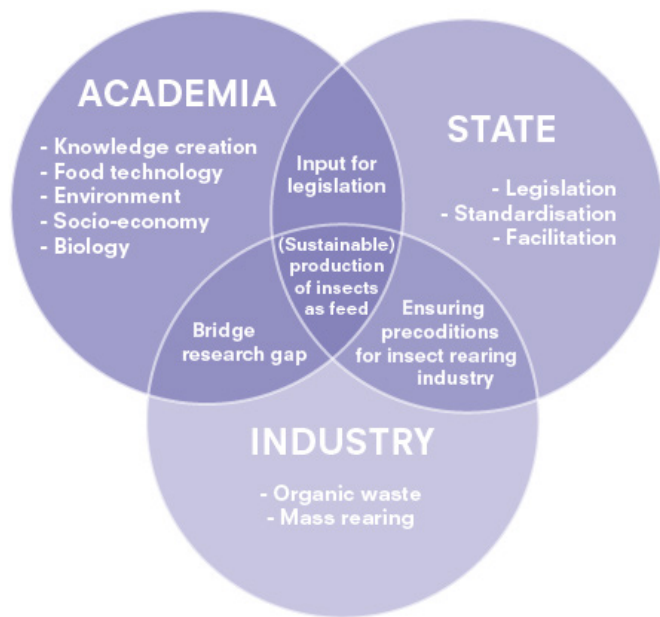 ACADEMIA
- Knowledge creation
- Food technology
- Environment
- Socio-economy
- Biology
Input for
legislation
STATE
- Legislation
- Standardisation
- Facilitation
(Sustainable)
production
of insects
as feed
Bridge
research gap
Ensuring
precoditions
for insect rearing
industry
INDUSTRY
- Organic waste
- Mass rearing